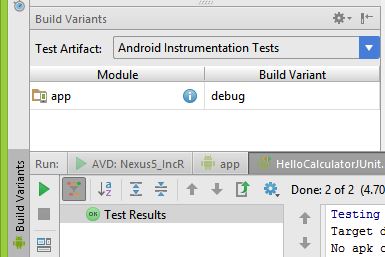 Build Variants
Test Artifact: Android Instrumentation Tests
Module Build Variant
app debug
Build Variants
Run: AVD: Nexus5_IncR app HelloCalculatorJUnit.
Done: 2 of 2 (4.70
OK Test Results
Testing
Target d
No apk c